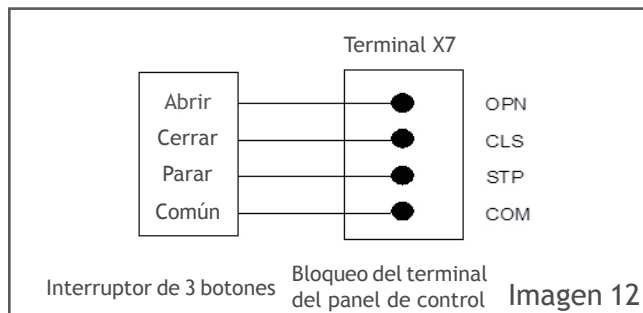 Terminal X7
Abrir OPN
Cerrar CLS
Parar STP
Común COM
Interruptor de 3 botones
Bloqueo del terminal
del panel de control
Imagen 12